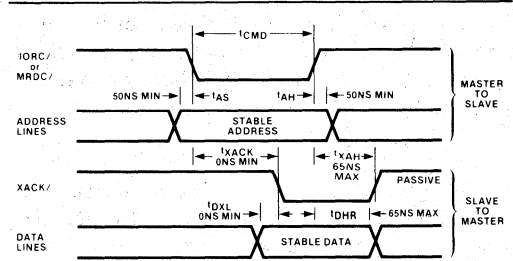 tCMD
IORC/
or
MRDC/
50NS MIN
tAS
tAH
50NS MIN
MASTER
TO
SLAVE
ADDRESS
LINES
STABLE
ADDRESS
tXACK
0NS MIN
tXAH
65NS
MAX
XACK/
PASSIVE
SLAVE
TO
MASTER
tDXL
0NS MIN
tDHR
65NS MAX
DATA
LINES
STABLE DATA